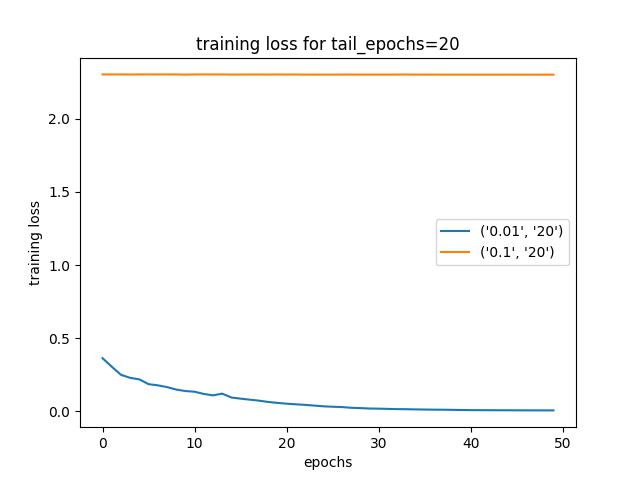 training loss for tail_epochs=20
training loss
2.0
1.5
1.0
0.5
0.0
('0.01', '20')
('0.1', '20')
0 10 20 30 40 50
epochs